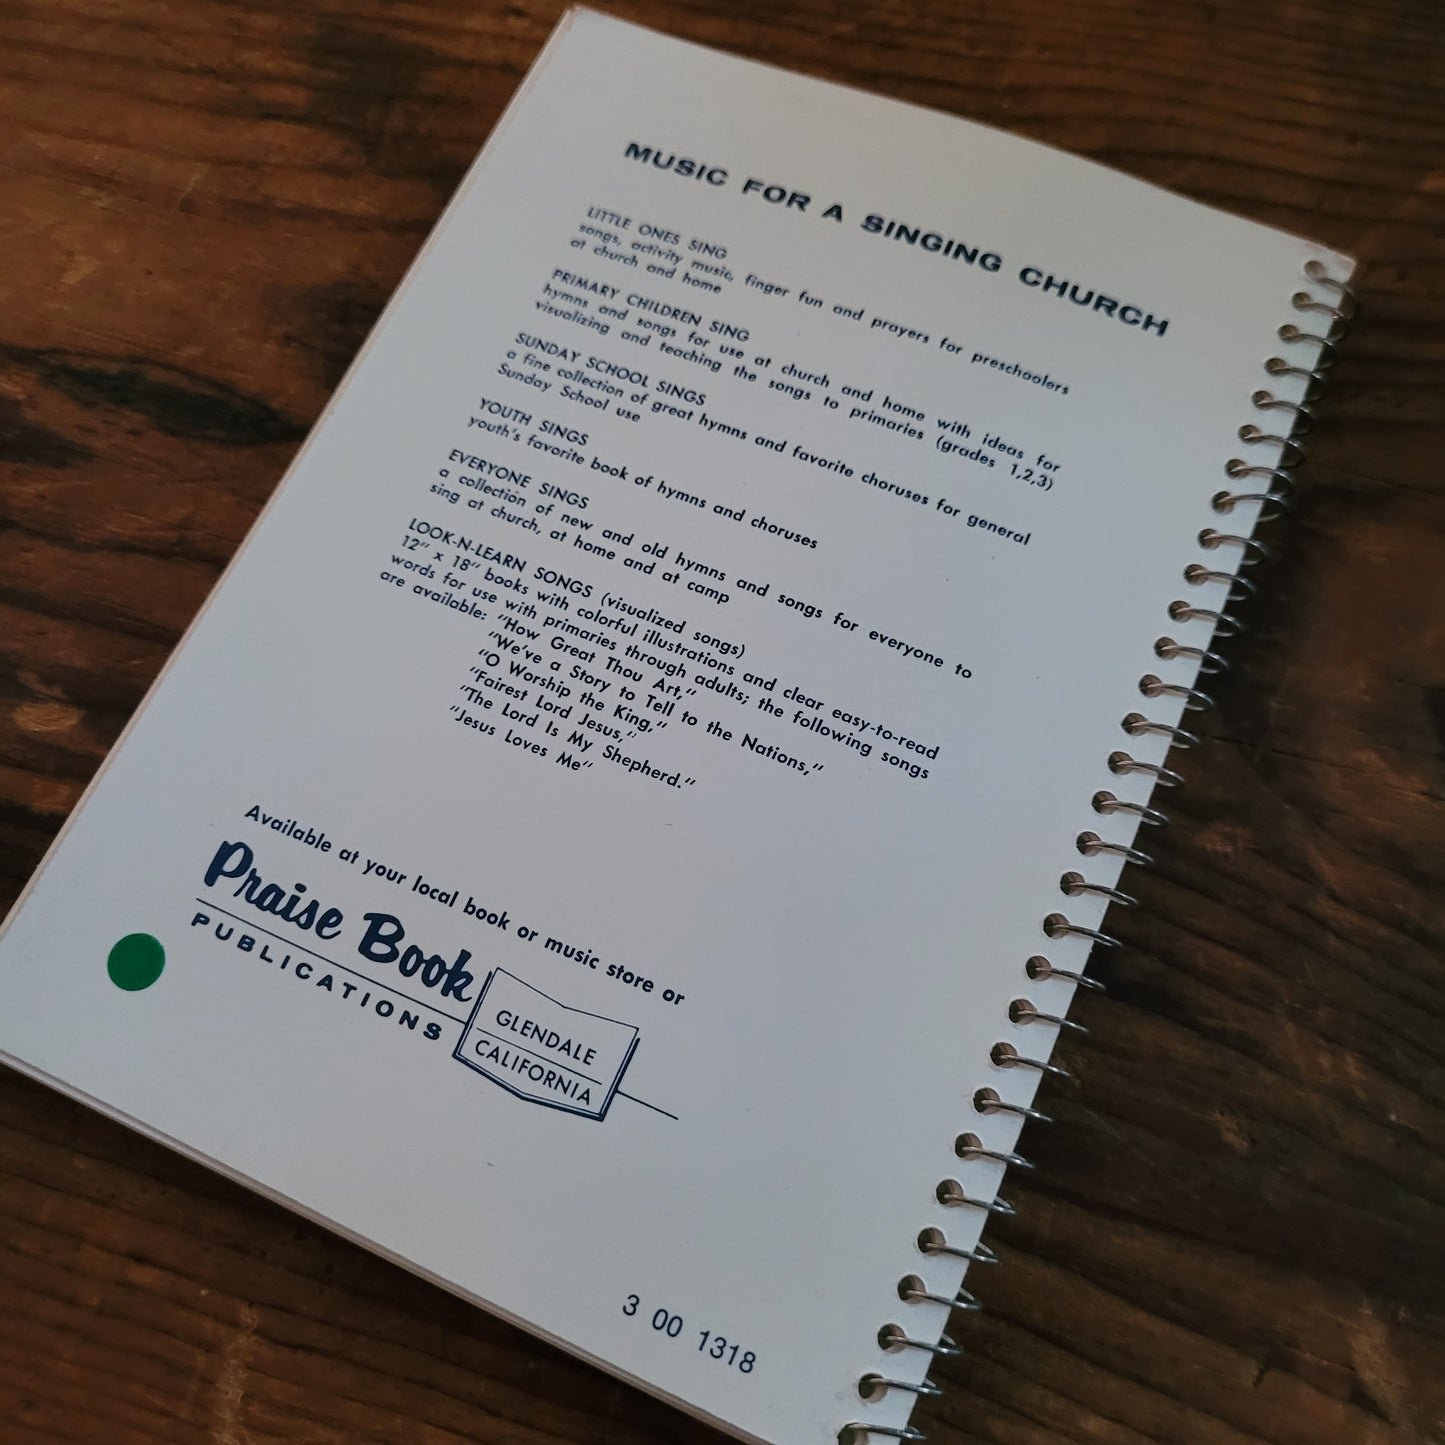 MUSIC FOR A SINGING CHURCH
LITTLE ONES SING
songs, activity music, finger fun and prayers for preschoolers
at church and home
PRIMARY CHILDREN SING
hymns and songs for use at church and home with ideas for
visualizing and teaching the songs to primaries (grades 1,2,3)
SUNDAY SCHOOL SINGS
a fine collection of great hymns and favorite choruses for general
Sunday School use
YOUTH SINGS
youth's favorite book of hymns and choruses
EVERYONE SINGS
a collection of new and old hymns and songs for everyone to
sing at church, at home and at camp
LOOK-N-LEARN SONGS (visualized songs)
12" x 18" books with colorful illustrations and clear easy-to-read
words for use with primaries through adults; the following songs
are available: "How Great Thou Art,"
"We've a Story to Tell to the Nations,"
"O Worship the King,"
"Fairest Lord Jesus,"
"The Lord Is My Shepherd."
"Jesus Loves Me"
Available at your local book or music store or
Praise Book
PUBLICATIONS
GLENDALE
CALIFORNIA
3 00 1318